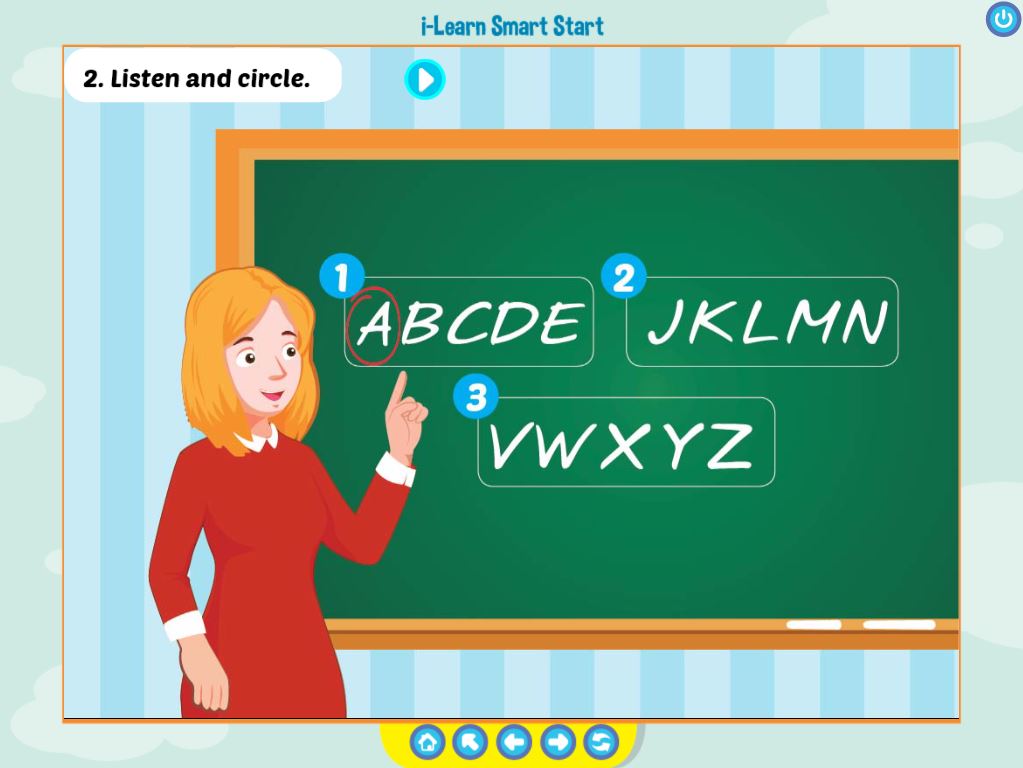 i-Learn Smart Start
2. Listen and circle.
1 ABCDE
2 JKLMN
3 VWXYZ